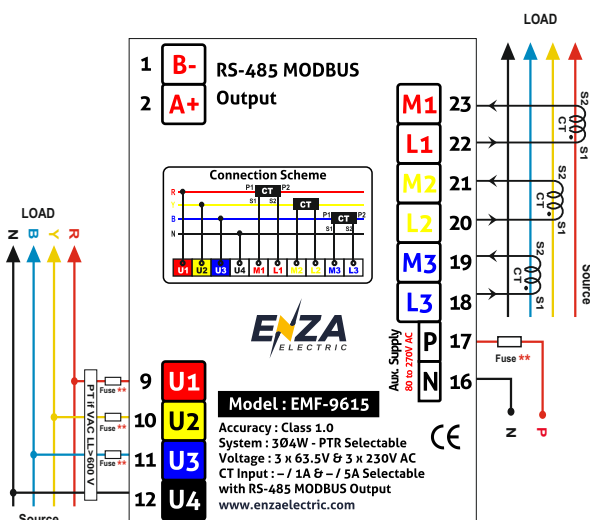 LOAD
1 B- RS-485 MODBUS
2 A+ Output
M1 23
L1 22
M2 21
L2 20
M3 19
L3 18
P 17
N 16
Aux. Supply
80 to 270V AC
S2
CT
S1
S2
CT
S1
S2
CT
S1
Source
Fuse **
N
P
Connection Scheme
R
Y
B
N
P1 CT P2
S1 S2
CT
P1 CT P2
S1 S2
U1 U2 U3 U4 M1 L1 M2 L2 M3 L3
ENZA
ELECTRIC
LOAD
N B Y R
PT if VAC LL>600 V
Fuse **
Fuse **
Fuse **
9 U1
10 U2
11 U3
12 U4
Source
Model : EMF-9615
Accuracy : Class 1.0
System : 3Ø4W - PTR Selectable
Voltage : 3 x 63.5V & 3 x 230V AC
CT Input : – / 1A & – / 5A Selectable
with RS-485 MODBUS Output
www.enzaelectric.com
CE